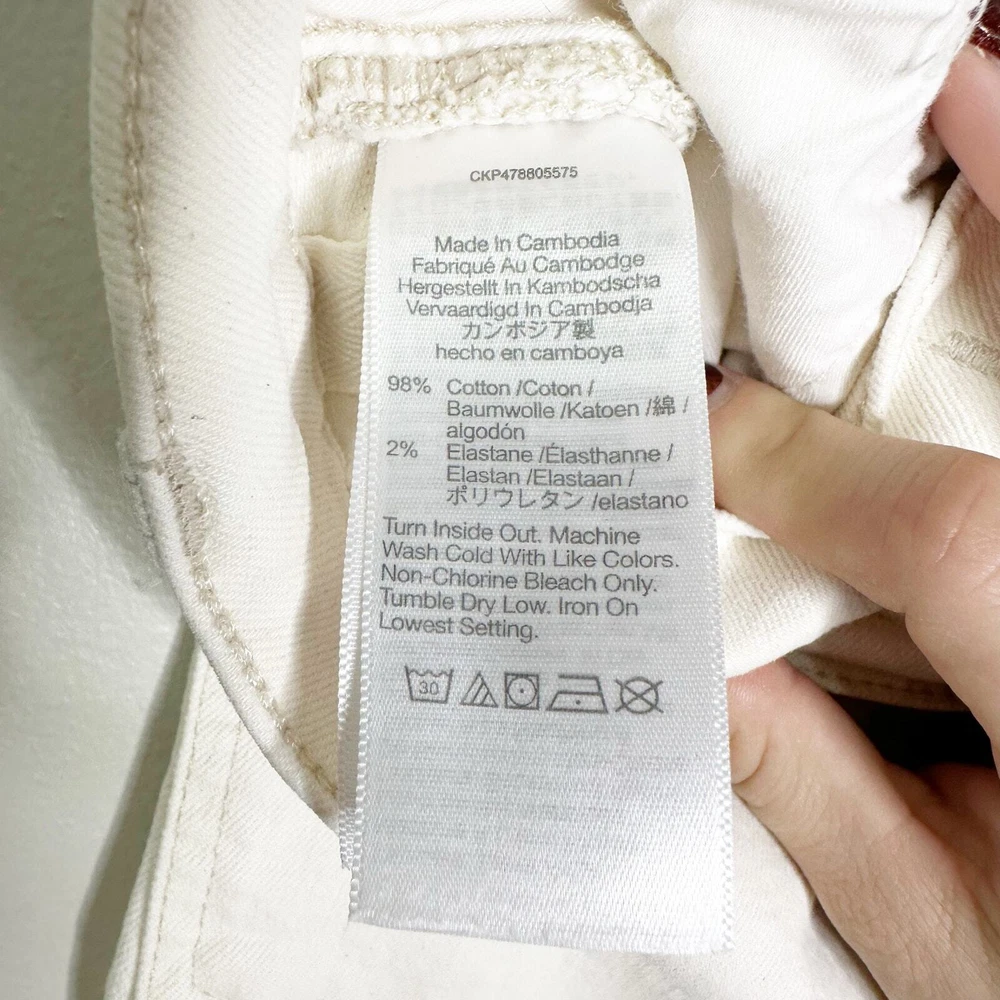 CKP478805575
Made In Cambodia
Fabriqué Au Cambodge
Hergestellt In Kambodscha
Vervaardigd In Cambodja
カンボジア製
hecho en camboya
98% Cotton /Coton /
Baumwolle /Katoen /綿 /
algodón
2% Elastane /Élasthanne /
Elastan /Elastaan /
ポリウレタン /elastano
Turn Inside Out. Machine
Wash Cold With Like Colors.
Non-Chlorine Bleach Only.
Tumble Dry Low. Iron On
Lowest Setting.
30